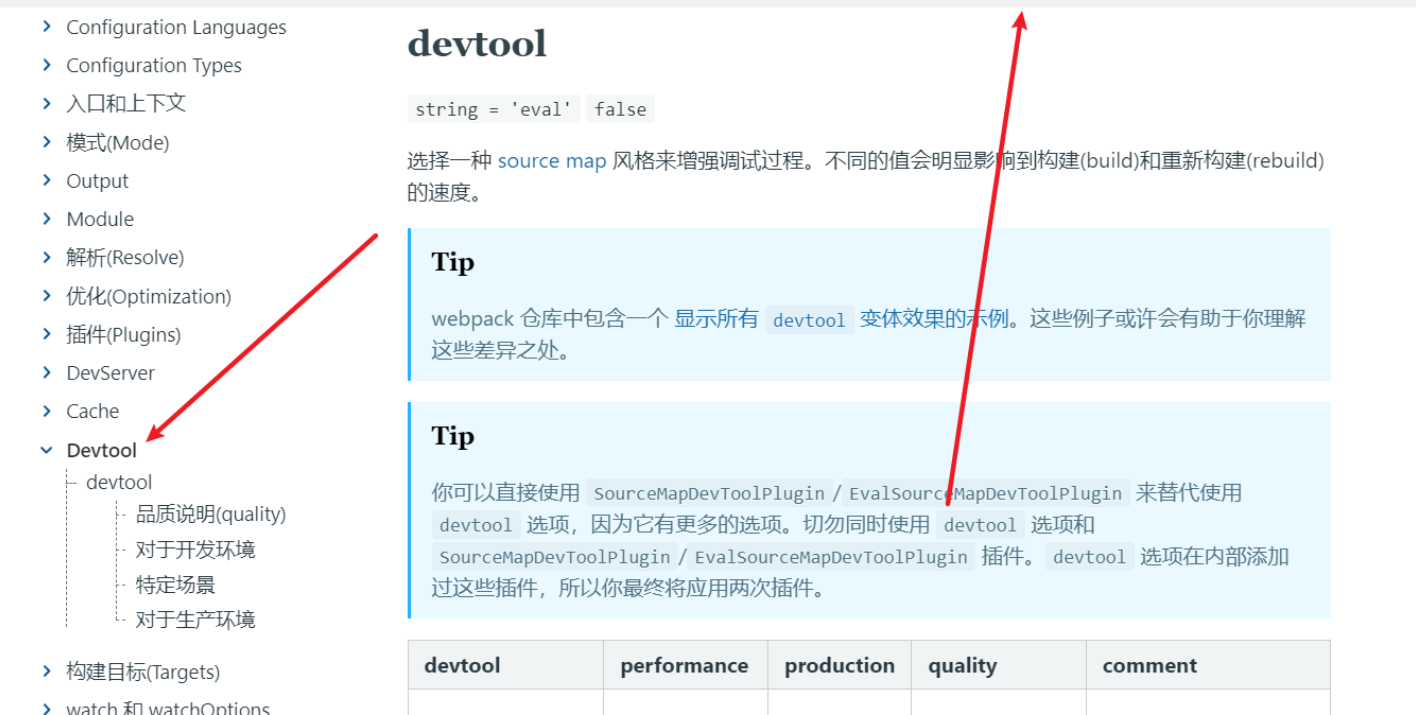 Configuration Languages
Configuration Types
入口和上下文
模式(Mode)
Output
Module
解析(Resolve)
优化(Optimization)
插件(Plugins)
DevServer
Cache
Devtool
devtool
品质说明(quality)
对于开发环境
特定场景
对于生产环境
构建目标(Targets)
watch 和 watchOptions
devtool
string = 'eval' false
选择一种 source map 风格来增强调试过程。不同的值会明显影响到构建(build)和重新构建(rebuild)
的速度。
Tip
webpack 仓库中包含一个 显示所有 devtool 变体效果的示例。这些例子或许会有助于你理解
这些差异之处。
Tip
你可以直接使用 SourceMapDevToolPlugin/EvalSourceMapDevToolPlugin 来替代使用
devtool 选项，因为它有更多的选项。切勿同时使用 devtool 选项和
SourceMapDevToolPlugin/EvalSourceMapDevToolPlugin 插件。devtool 选项在内部添加
过这些插件，所以你最终将应用两次插件。
devtool performance production quality comment